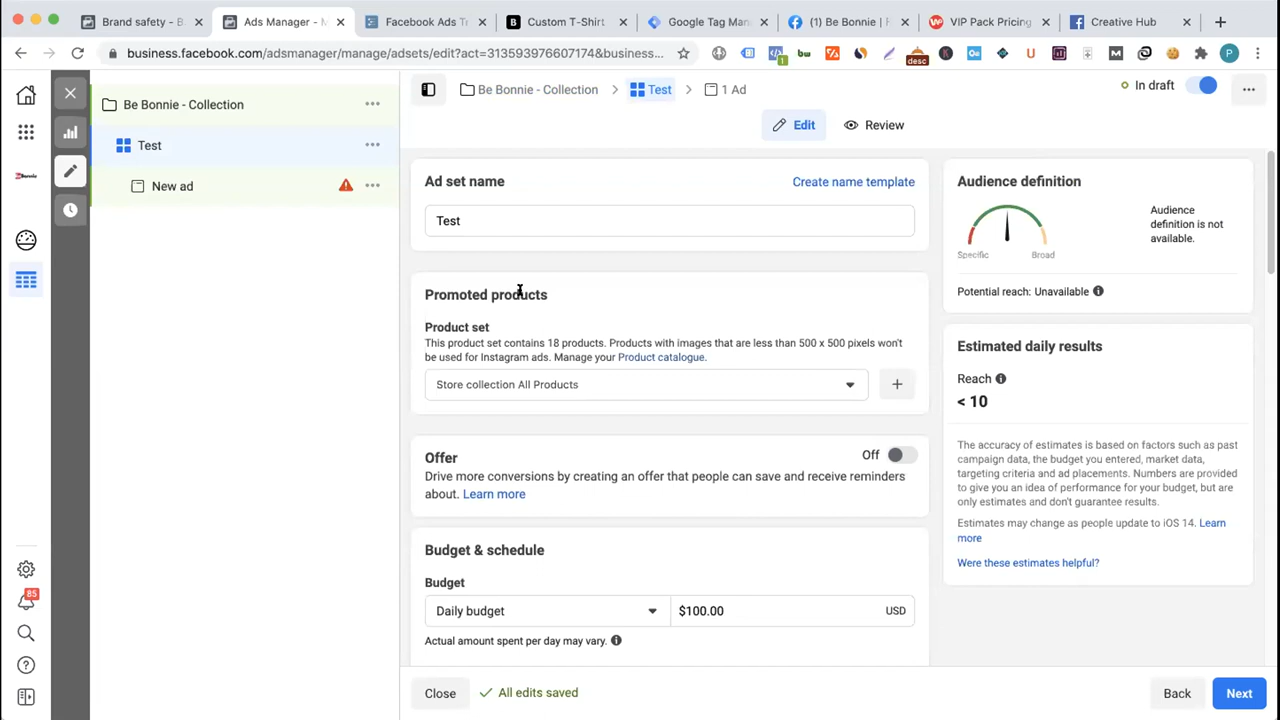 Brand safety - B
Ads Manager - M
Facebook Ads T
Custom T-Shirt
Google Tag Man
(1) Be Bonnie | F
VIP Pack Pricing
Creative Hub
business.facebook.com/adsmanager/manage/adsets/edit?act=313593976607174&business...
desc
P
Be Bonnie - Collection
Test
New ad
Be Bonnie - Collection
Test
1 Ad
In draft
Edit
Review
Ad set name
Create name template
Test
Promoted products
Product set
This product set contains 18 products. Products with images that are less than 500 x 500 pixels won't
be used for Instagram ads. Manage your Product catalogue.
Store collection All Products
Offer
Off
Drive more conversions by creating an offer that people can save and receive reminders
about. Learn more
Budget & schedule
Budget
Daily budget
$100.00
USD
Actual amount spent per day may vary.
Close
All edits saved
Back
Next
Audience definition
Specific
Broad
Audience
definition is not
available.
Potential reach: Unavailable
Estimated daily results
Reach
< 10
The accuracy of estimates is based on factors such as past
campaign data, the budget you entered, market data,
targeting criteria and ad placements. Numbers are provided
to give you an idea of performance for your budget, but are
only estimates and don't guarantee results.
Estimates may change as people update to iOS 14. Learn
more
Were these estimates helpful?
85